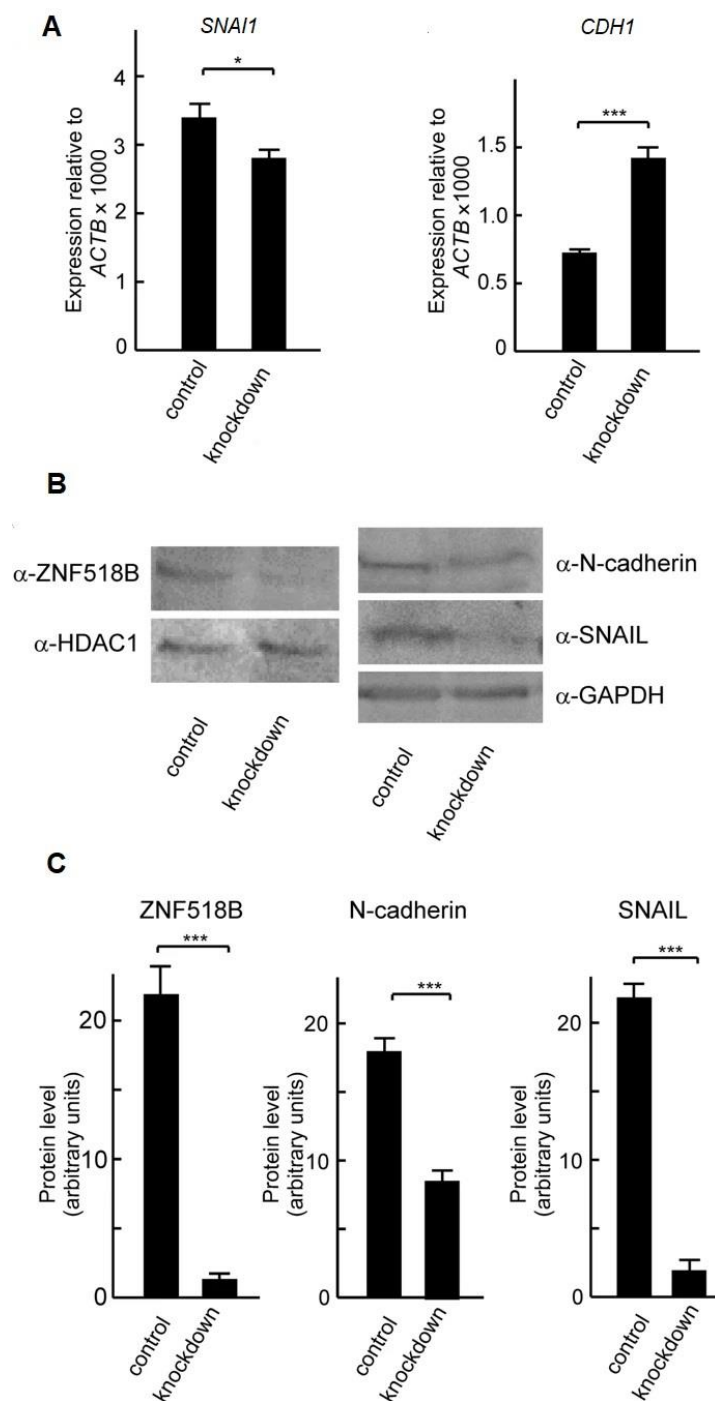 A
SNAI1
CDH1
*
***
Expression relative to
ACTB x 1000
4
3
2
1
0
control
knockdown
Expression relative to
ACTB x 1000
1.5
1.0
0.5
0
control
knockdown
B
α-ZNF518B
α-HDAC1
control
knockdown
α-N-cadherin
α-SNAIL
α-GAPDH
control
knockdown
C
ZNF518B
***
Protein level
(arbitrary units)
20
10
0
control
knockdown
N-cadherin
***
Protein level
(arbitrary units)
20
10
0
control
knockdown
SNAIL
***
Protein level
(arbitrary units)
20
10
0
control
knockdown